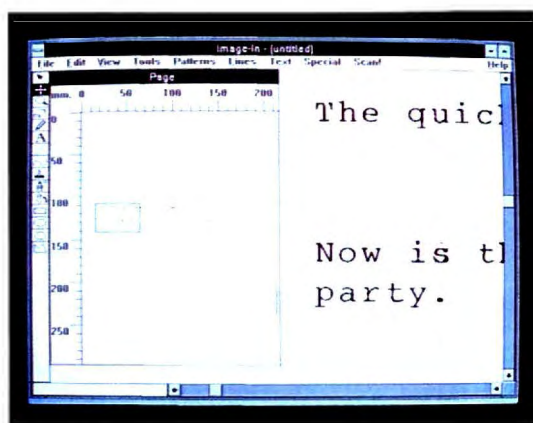 Image-In - (untitled)
File Edit View Tools Patterns Lines Text Special Scan! Help
Page
mm. 0 50 100 150 200
0
50
100
150
200
250
A
The quic
Now is th
party.